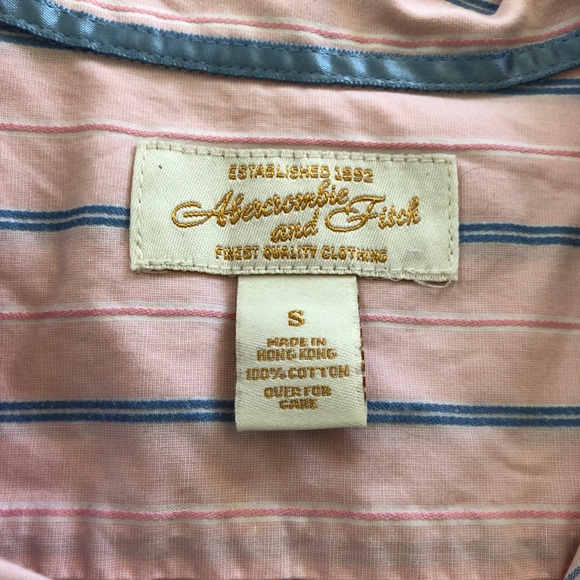 ESTABLISHED 1892
Abercrombie
and Fitch
FINEST QUALITY CLOTHING
S
MADE IN
HONG KONG
100% COTTON
OVER FOR
CARE